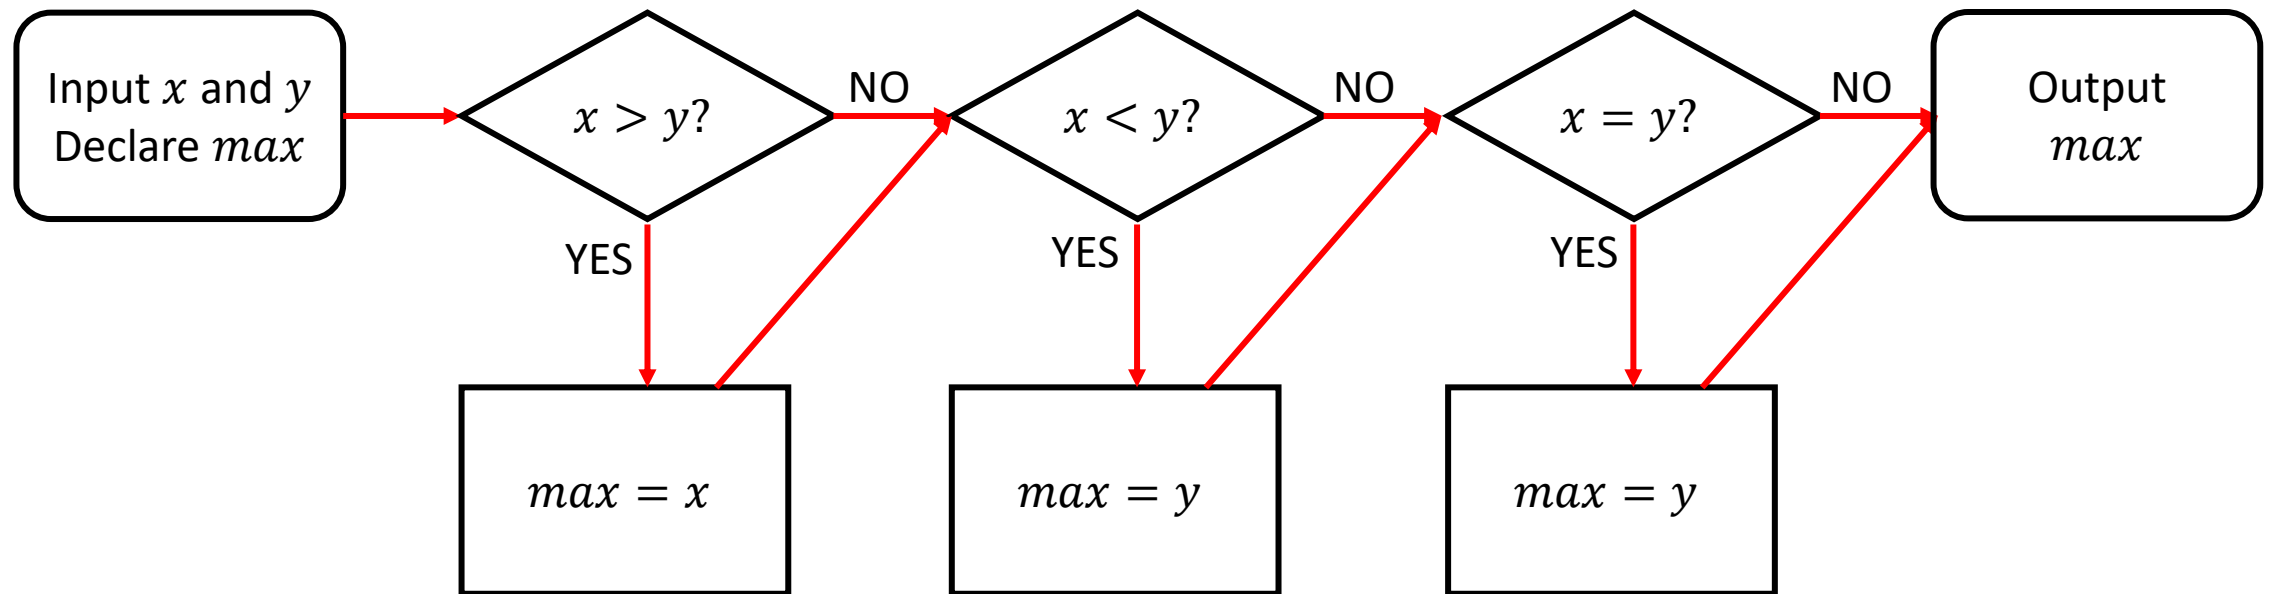 Input x and y
Declare max
x > y?
NO
YES
max = x
x < y?
NO
YES
max = y
x = y?
NO
YES
max = y
Output
max